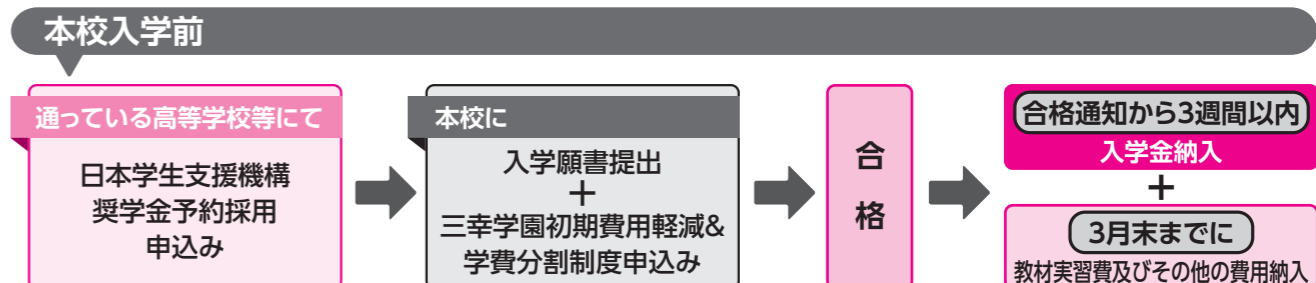 本校入学前
通っている高等学校等にて
日本学生支援機構
奨学金予約採用
申込み
本校に
入学願書提出
+
三幸学園初期費用軽減&
学費分割制度申込み
合
格
合格通知から3週間以内
入学金納入
+
3月末までに
教材実習費及びその他の費用納入